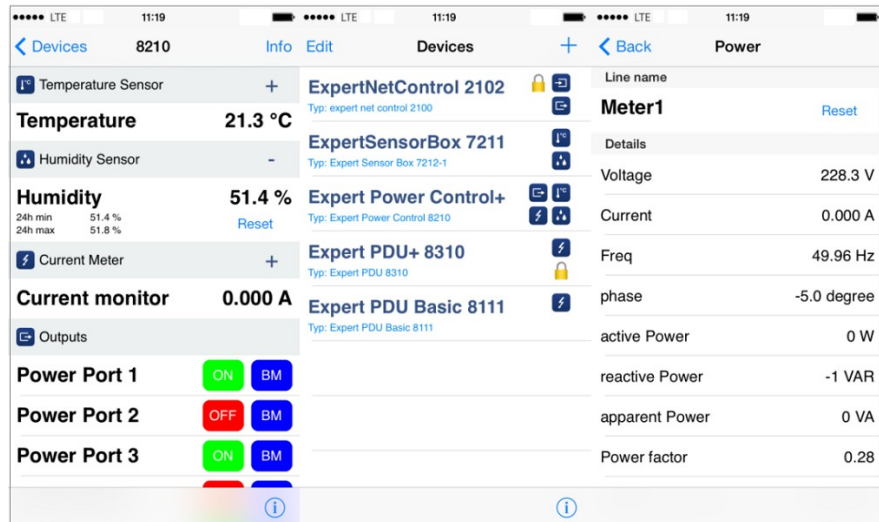 ●●●●● LTE 11:19
Devices 8210 Info
Temperature Sensor +
Temperature 21.3 °C
Humidity Sensor -
Humidity 51.4 %
24h min 51.4 %
24h max 51.8 %
Reset
Current Meter +
Current monitor 0.000 A
Outputs
Power Port 1 ON BM
Power Port 2 OFF BM
Power Port 3 ON BM
●●●●● LTE 11:19
Edit Devices +
ExpertNetControl 2102
Typ: expert net control 2100
ExpertSensorBox 7211
Typ: Expert Sensor Box 7212-1
Expert Power Control+
Typ: Expert Power Control 8210
Expert PDU+ 8310
Typ: Expert PDU 8310
Expert PDU Basic 8111
Typ: Expert PDU Basic 8111
●●●●● LTE 11:19
Back Power
Line name
Meter1 Reset
Details
Voltage 228.3 V
Current 0.000 A
Freq 49.96 Hz
phase -5.0 degree
active Power 0 W
reactive Power -1 VAR
apparent Power 0 VA
Power factor 0.28